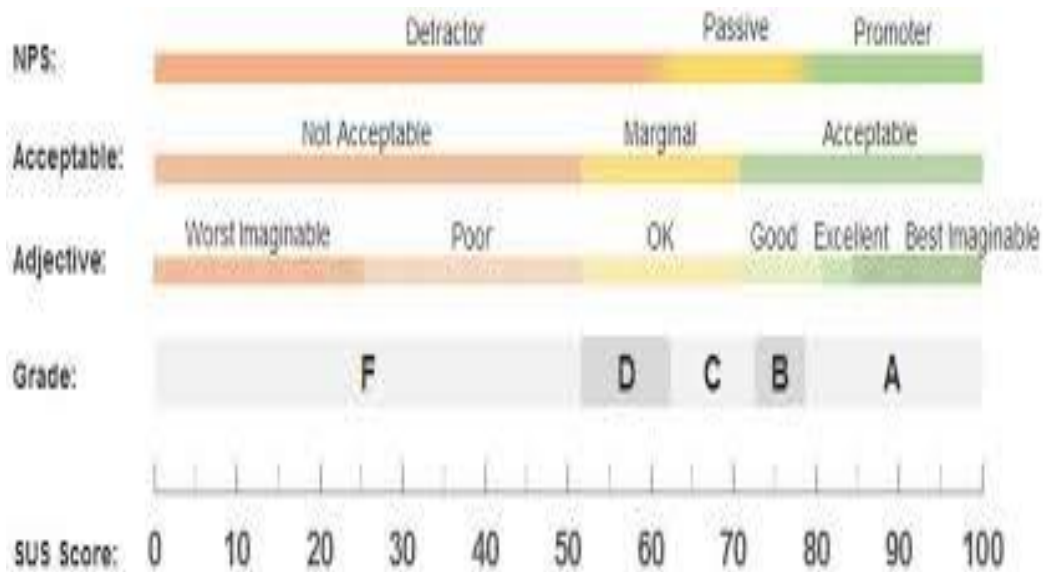 Detractor Passive Promoter
NPS:
Not Acceptable Marginal Acceptable
Acceptable:
Worst Imaginable Poor OK Good Excellent Best Imaginable
Adjective:
Grade: F D C B A
SUS Score: 0 10 20 30 40 50 60 70 80 90 100